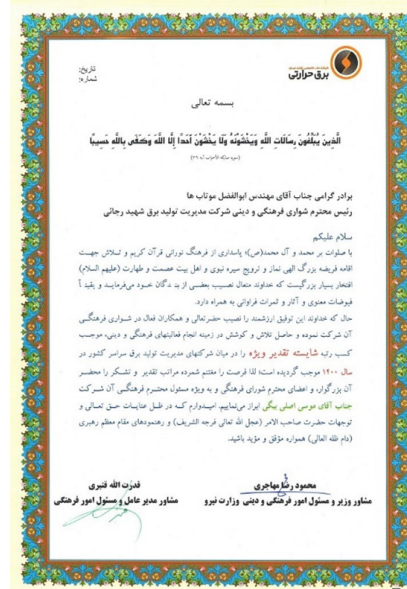 برق حرارتی
تاریخ:
شماره:
بسمه تعالی
الَّذِینَ یُبَلِّغُونَ رِسَالَاتِ اللَّهِ وَیَخْشَوْنَهُ وَلَا یَخْشَوْنَ أَحَدًا إِلَّا اللَّهَ وَکَفَى بِاللَّهِ حَسِیبًا
(سوره مبارکه الأحزاب آیه ۳۹)
برادر گرامی جناب آقای مهندس ابوالفضل موتاب ها
رئیس محترم شورای فرهنگی و دینی شرکت مدیریت تولید برق شهید رجائی
سلام علیکم
با صلوات بر محمد و آل محمد(ص)؛ پاسداری از فرهنگ نورانی قرآن کریم و تلاش جهت
اقامه فریضه بزرگ الهی نماز و ترویج سیره نبوی و اهل بیت عصمت و طهارت (علیهم السلام)
افتخار بسیار بزرگیست که خداوند متعال نصیب بعضی از بندگان خود می‌فرماید و یقیناً
فیوضات معنوی و آثار و ثمرات فراوانی به همراه دارد.
حال که خداوند این توفیق ارزشمند را نصیب حضرتعالی و همکاران فعال در شورای فرهنگی
آن شرکت نموده و حاصل تلاش و کوشش در زمینه انجام فعالیتهای فرهنگی و دینی، موجب
کسب رتبه شایسته تقدیر ویژه را در میان شرکتهای مدیریت تولید برق سراسر کشور در
سال ۱۴۰۰ موجب گردیده است؛ لذا فرصت را مغتنم شمرده مراتب تقدیر و تشکر را محضر
آن بزرگوار، و اعضای محترم شورای فرهنگی و به ویژه مسئول محترم فرهنگی آن شرکت
جناب آقای موسی اصلی بیگی ابراز می‌نماییم. امیدوارم که در ظل عنایات حق تعالی و
توجهات حضرت صاحب الامر (عجل الله تعالی فرجه الشریف) و رهنمودهای مقام معظم رهبری
(دام ظله العالی) همواره موفق و مؤید باشید.
محمود رضا مهاجری
مشاور وزیر و مسئول امور فرهنگی و دینی وزارت نیرو
قدرت الله قنبری
مشاور مدیر عامل و مسئول امور فرهنگی